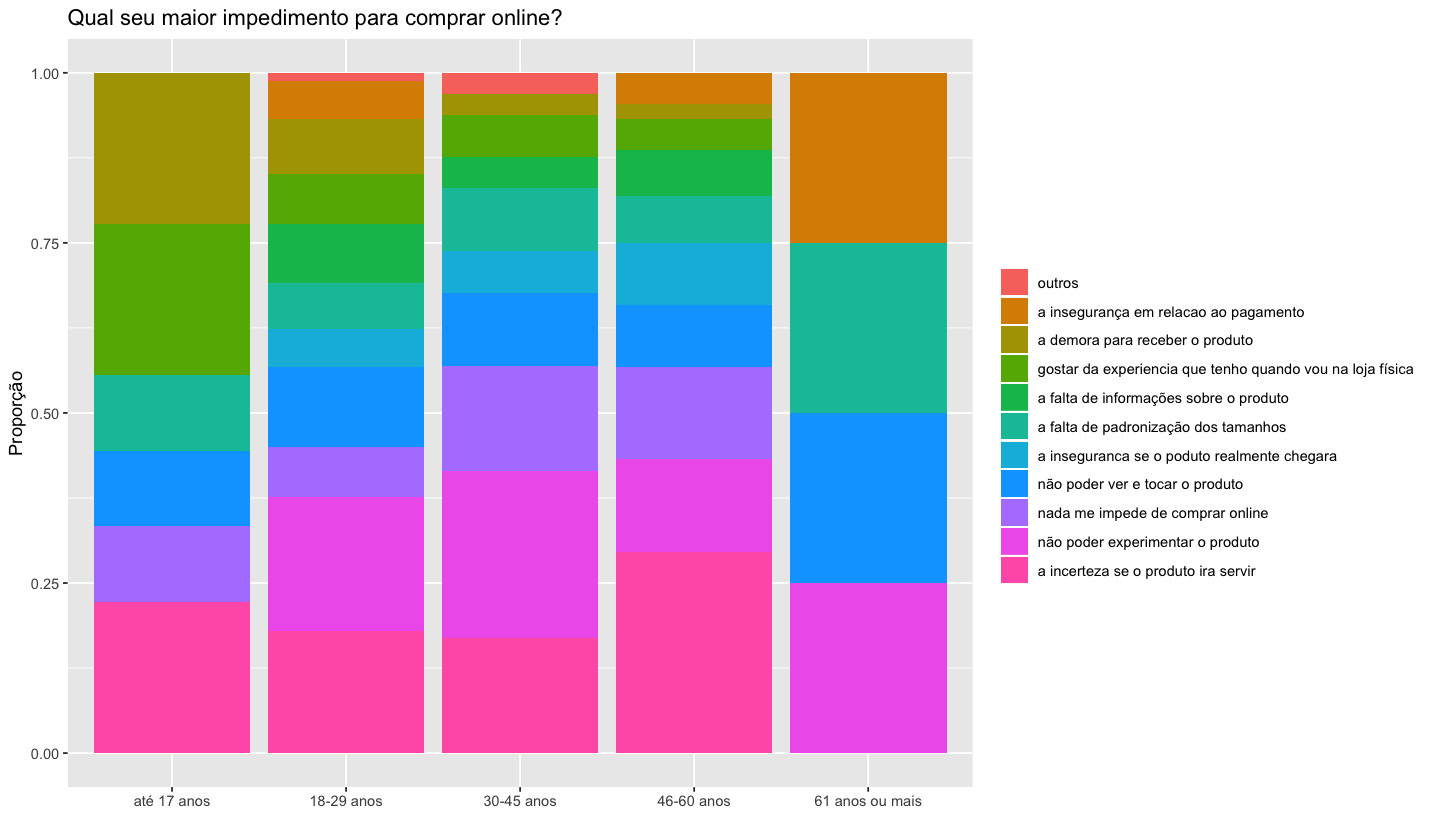 Qual seu maior impedimento para comprar online?
Proporção
1.00
0.75
0.50
0.25
0.00
até 17 anos
18-29 anos
30-45 anos
46-60 anos
61 anos ou mais
outros
a insegurança em relacao ao pagamento
a demora para receber o produto
gostar da experiencia que tenho quando vou na loja física
a falta de informações sobre o produto
a falta de padronização dos tamanhos
a inseguranca se o poduto realmente chegara
não poder ver e tocar o produto
nada me impede de comprar online
não poder experimentar o produto
a incerteza se o produto ira servir